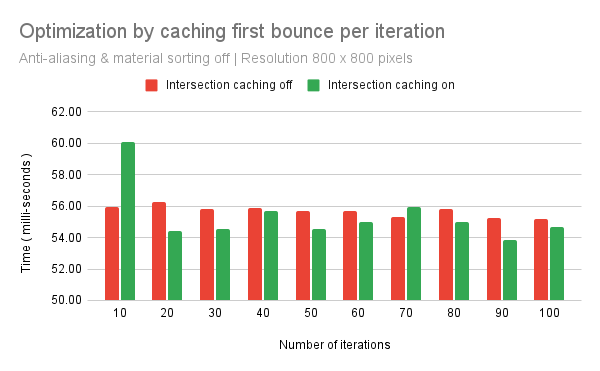 Optimization by caching first bounce per iteration
Anti-aliasing & material sorting off | Resolution 800 x 800 pixels
Intersection caching off
Intersection caching on
62.00
60.00
58.00
56.00
54.00
52.00
50.00
Time ( milli-seconds )
10 20 30 40 50 60 70 80 90 100
Number of iterations